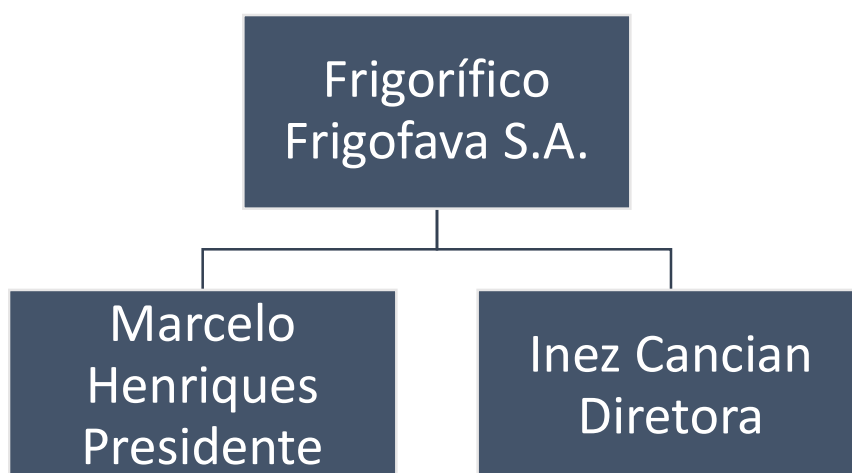 Frigorífico
Frigofava S.A.
Marcelo
Henriques
Presidente
Inez Cancian
Diretora